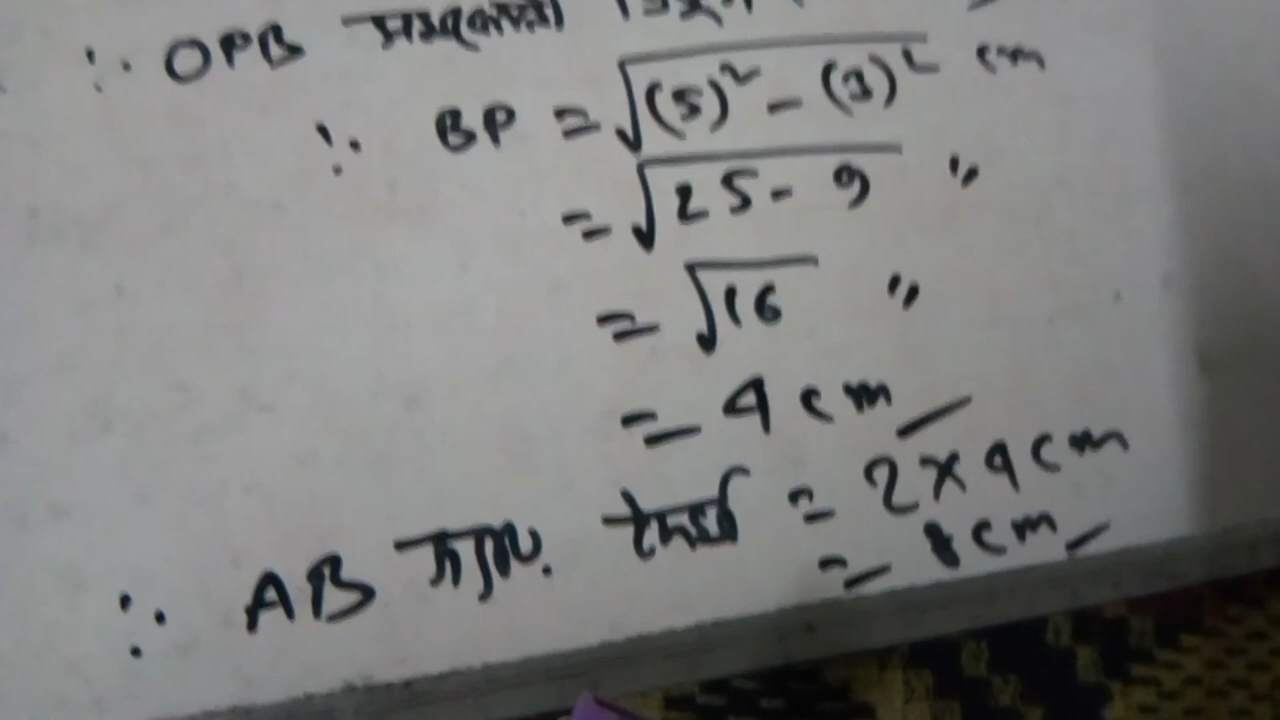 ∴ OPB সমকোণী
∴ BP = √(5)² - (3)² cm
= √25 - 9 "
= √16 "
= 4 cm
∴ AB জ্যা দৈর্ঘ্য = 2 × 4 cm
= 8 cm